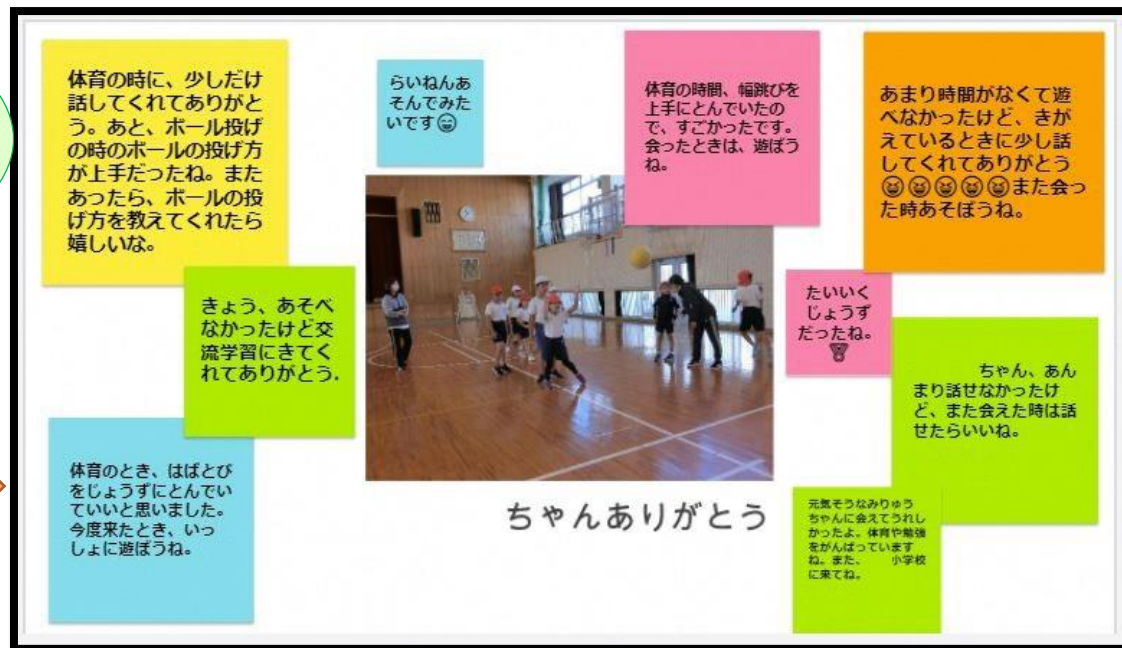 体育の時に、少しだけ
話してくれてありがと
う。あと、ボール投げ
の時のボールの投げ方
が上手だったね。また
あったら、ボールの投
げ方を教えてくれたら
嬉しいな。
らいねんあ
そんでみた
いです😄
体育の時間、幅跳びを
上手にとんでいたの
で、すごかったです。
会ったときは、遊ぼう
ね。
あまり時間がなくて遊
べなかったけど、きが
えているときに少し話
してくれてありがとう
😆😆😆😆😆また会っ
た時あそぼうね。
きょう、あそべ
なかったけど交
流学習にきてく
れてありがとう.
たいいく
じょうず
だったね。
🎖
ちゃん、あん
まり話せなかったけ
ど、また会えた時は話
せたらいいね。
体育のとき、はばとび
をじょうずにとんでい
ていいと思いました。
今度来たとき、いっ
しょに遊ぼうね。
ちゃんありがとう
元気そうなみりゅう
ちゃんに会えてうれし
かったよ。体育や勉強
をがんばっています
ね。また、 小学校
に来てね。